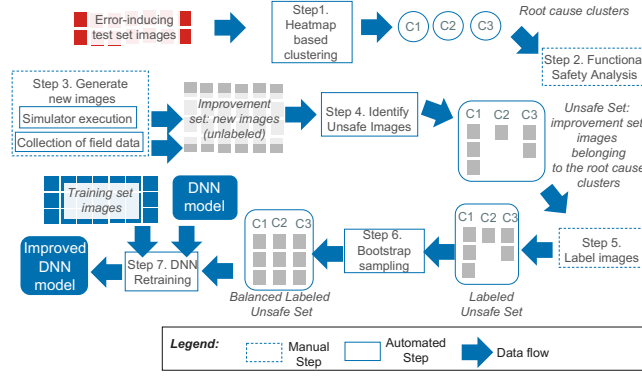 Error-inducing
test set images
Step1.
Heatmap
based
clustering
C1 C2 C3
Root cause clusters
Step 2. Functional
Safety Analysis
Step 3. Generate
new images
Simulator execution
Collection of field data
Improvement
set: new images
(unlabeled)
Step 4. Identify
Unsafe Images
C1 C2 C3
Unsafe Set:
improvement set
images
belonging
to the root cause
clusters
Training set
images
DNN
model
Improved
DNN
model
Step 7. DNN
Retraining
C1 C2 C3
Balanced Labeled
Unsafe Set
Step 6.
Bootstrap
sampling
C1 C2 C3
Labeled
Unsafe Set
Step 5.
Label images
Legend:
Manual
Step
Automated
Step
Data flow